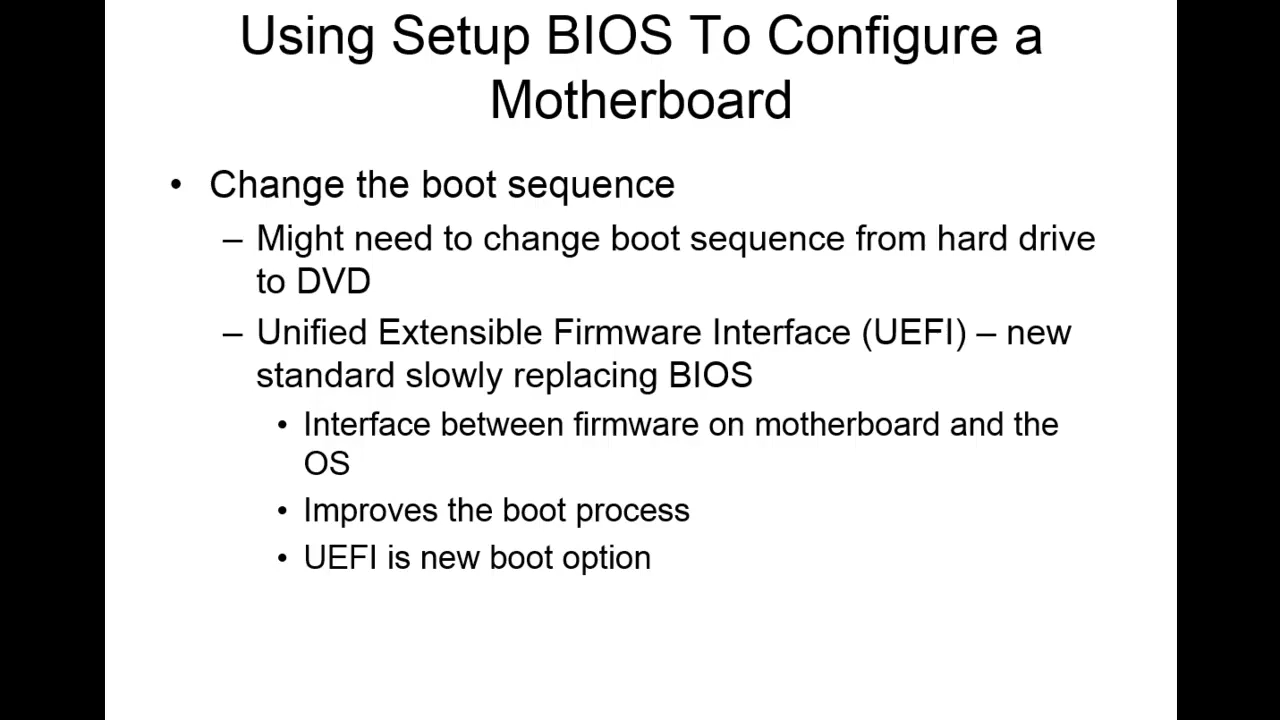 Using Setup BIOS To Configure a
Motherboard
• Change the boot sequence
– Might need to change boot sequence from hard drive
to DVD
– Unified Extensible Firmware Interface (UEFI) – new
standard slowly replacing BIOS
• Interface between firmware on motherboard and the
OS
• Improves the boot process
• UEFI is new boot option